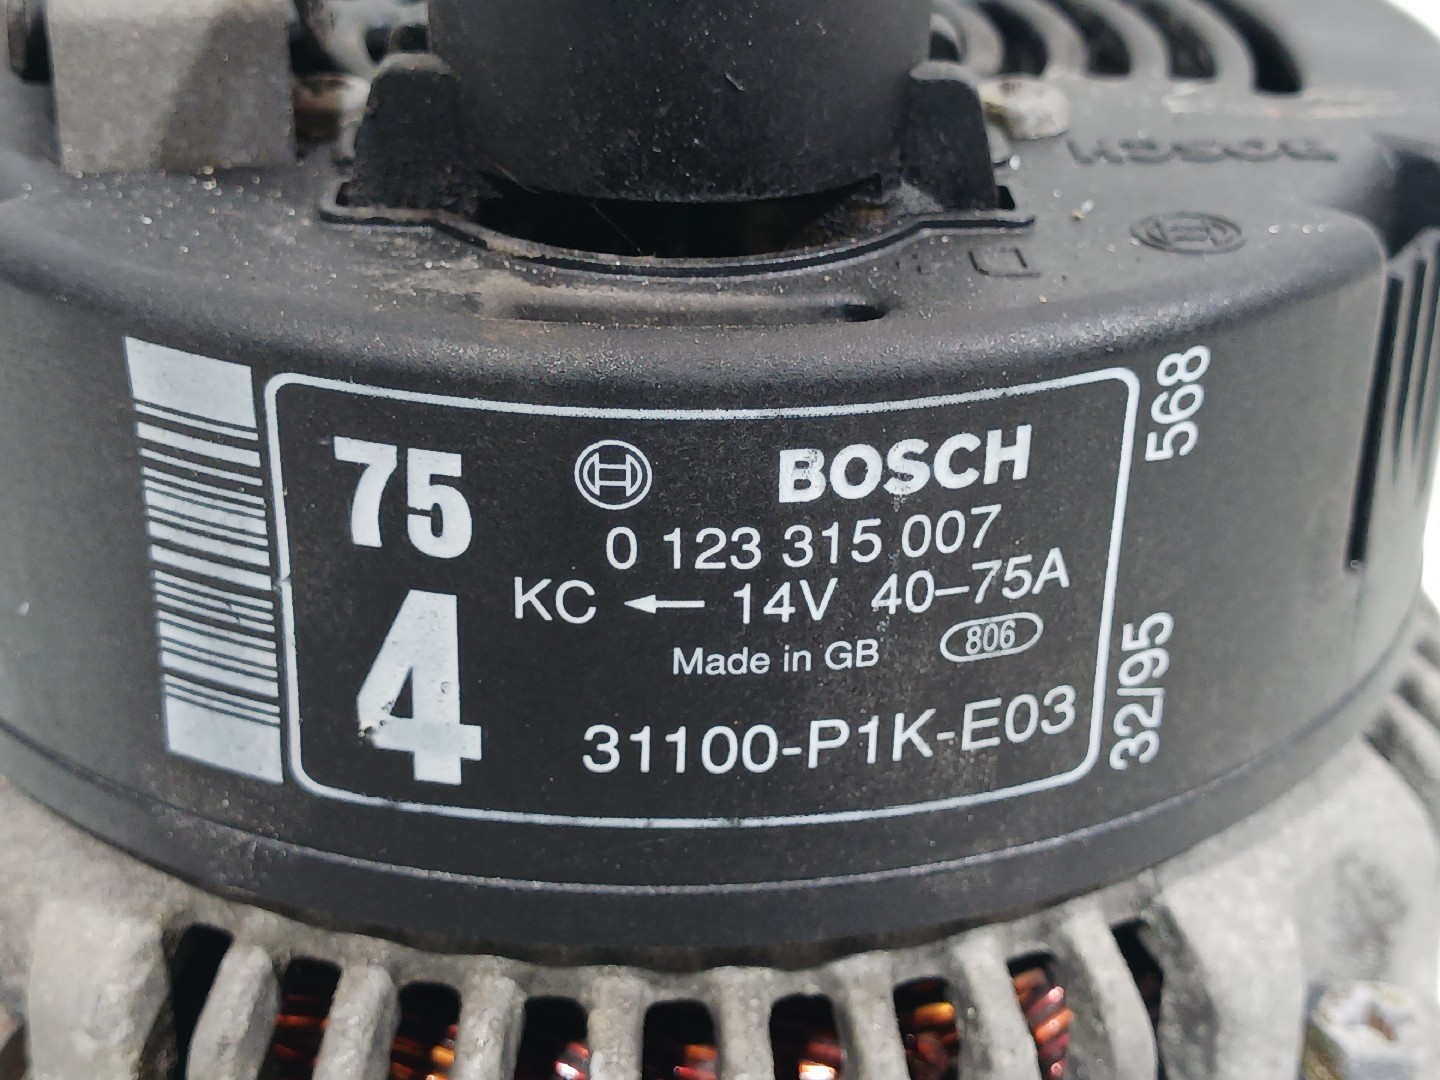 BOSCH
75
4
BOSCH
0 123 315 007
KC ← 14V 40-75A
Made in GB 806
31100-P1K-E03
568
32/95